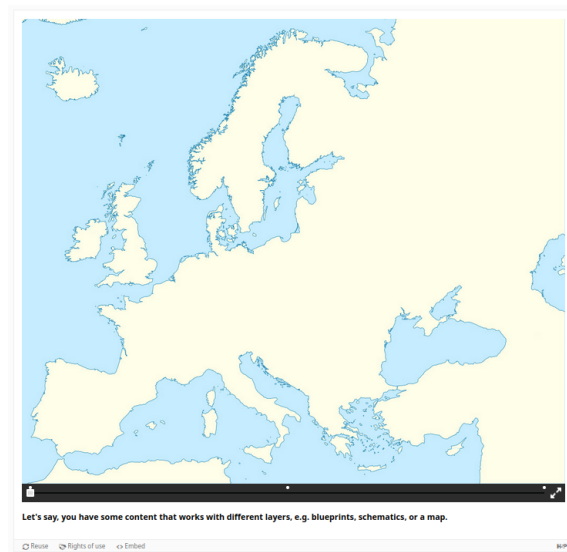 Let's say, you have some content that works with different layers, e.g. blueprints, schematics, or a map.
Reuse Rights of use Embed